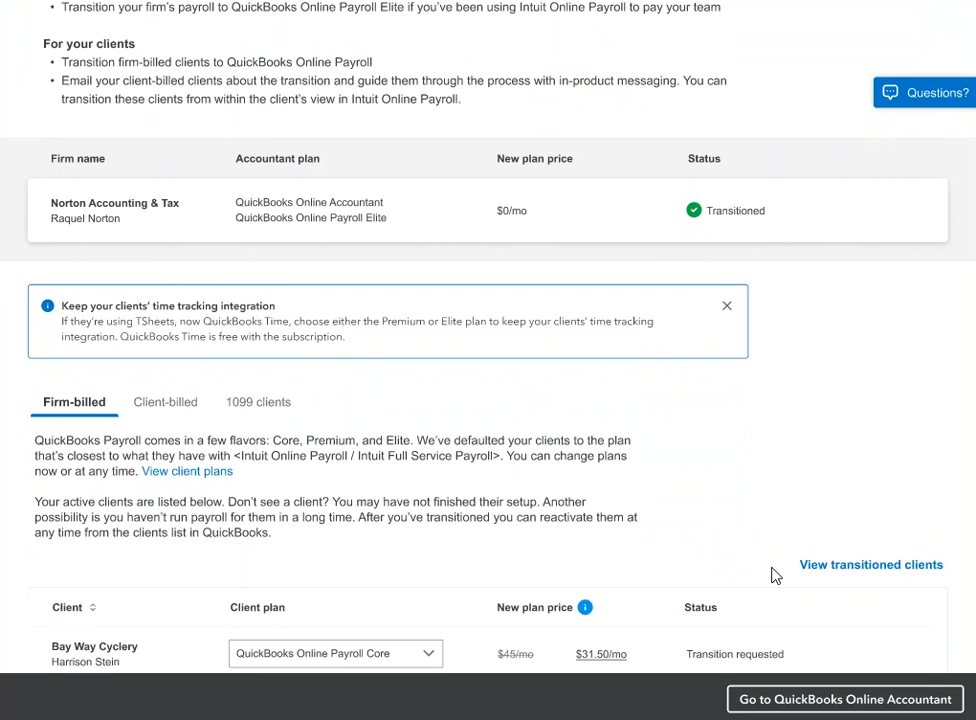 • Transition your firm's payroll to QuickBooks Online Payroll Elite if you've been using Intuit Online Payroll to pay your team
For your clients
• Transition firm-billed clients to QuickBooks Online Payroll
• Email your client-billed clients about the transition and guide them through the process with in-product messaging. You can
transition these clients from within the client's view in Intuit Online Payroll.
Questions?
Firm name Accountant plan New plan price Status
Norton Accounting & Tax
Raquel Norton
QuickBooks Online Accountant
QuickBooks Online Payroll Elite
$0/mo
Transitioned
Keep your clients' time tracking integration
If they're using TSheets, now QuickBooks Time, choose either the Premium or Elite plan to keep your clients' time tracking
integration. QuickBooks Time is free with the subscription.
Firm-billed Client-billed 1099 clients
QuickBooks Payroll comes in a few flavors: Core, Premium, and Elite. We've defaulted your clients to the plan
that's closest to what they have with <Intuit Online Payroll / Intuit Full Service Payroll>. You can change plans
now or at any time. View client plans
Your active clients are listed below. Don't see a client? You may have not finished their setup. Another
possibility is you haven't run payroll for them in a long time. After you've transitioned you can reactivate them at
any time from the clients list in QuickBooks.
View transitioned clients
Client Client plan New plan price Status
Bay Way Cyclery
Harrison Stein
QuickBooks Online Payroll Core
$45/mo $31.50/mo
Transition requested
Go to QuickBooks Online Accountant